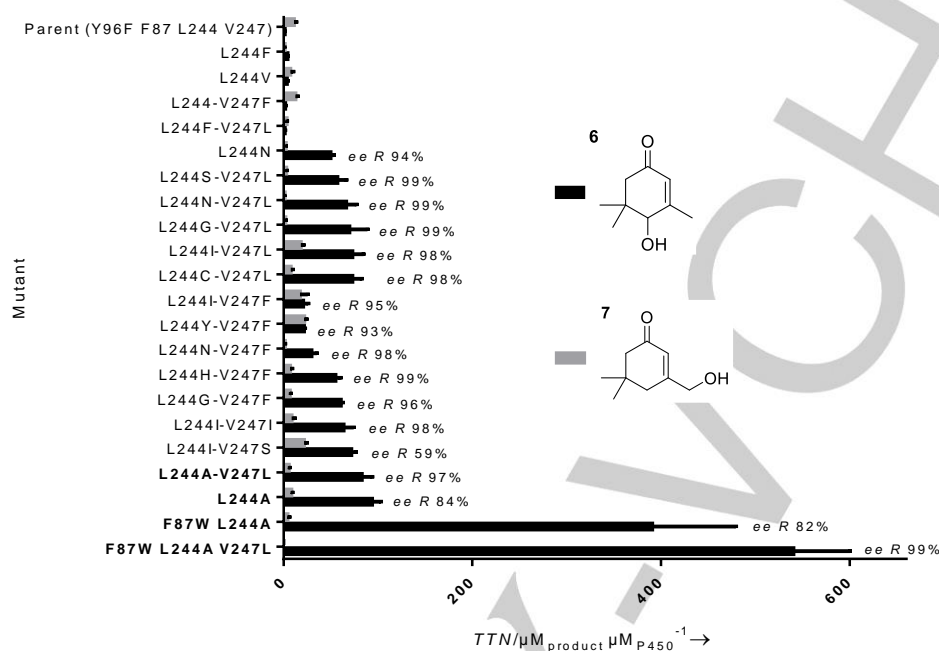 Mutant
Parent (Y96F F87 L244 V247)
L244F
L244V
L244-V247F
L244F-V247L
L244N ee R 94%
L244S-V247L ee R 99%
L244N-V247L ee R 99%
L244G-V247L ee R 99%
L244I-V247L ee R 98%
L244C-V247L ee R 98%
L244I-V247F ee R 95%
L244Y-V247F ee R 93%
L244N-V247F ee R 98%
L244H-V247F ee R 99%
L244G-V247F ee R 96%
L244I-V247I ee R 98%
L244I-V247S ee R 59%
L244A-V247L ee R 97%
L244A ee R 84%
F87W L244A ee R 82%
F87W L244A V247L ee R 99%
6
O
OH
7
O
OH
0 200 400 600
TTN/µM product µM P450 -1 →
VCH